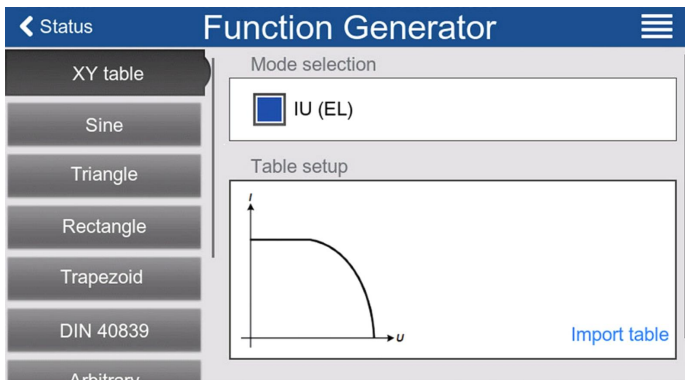 Status
Function Generator
XY table
Sine
Triangle
Rectangle
Trapezoid
DIN 40839
Arbitrary
Mode selection
IU (EL)
Table setup
I
U
Import table